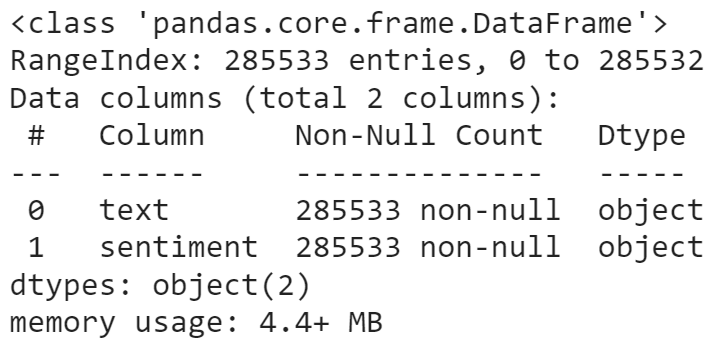 <class 'pandas.core.frame.DataFrame'>
RangeIndex: 285533 entries, 0 to 285532
Data columns (total 2 columns):
 #   Column     Non-Null Count   Dtype
---  ------     --------------   -----
 0   text       285533 non-null  object
 1   sentiment  285533 non-null  object
dtypes: object(2)
memory usage: 4.4+ MB